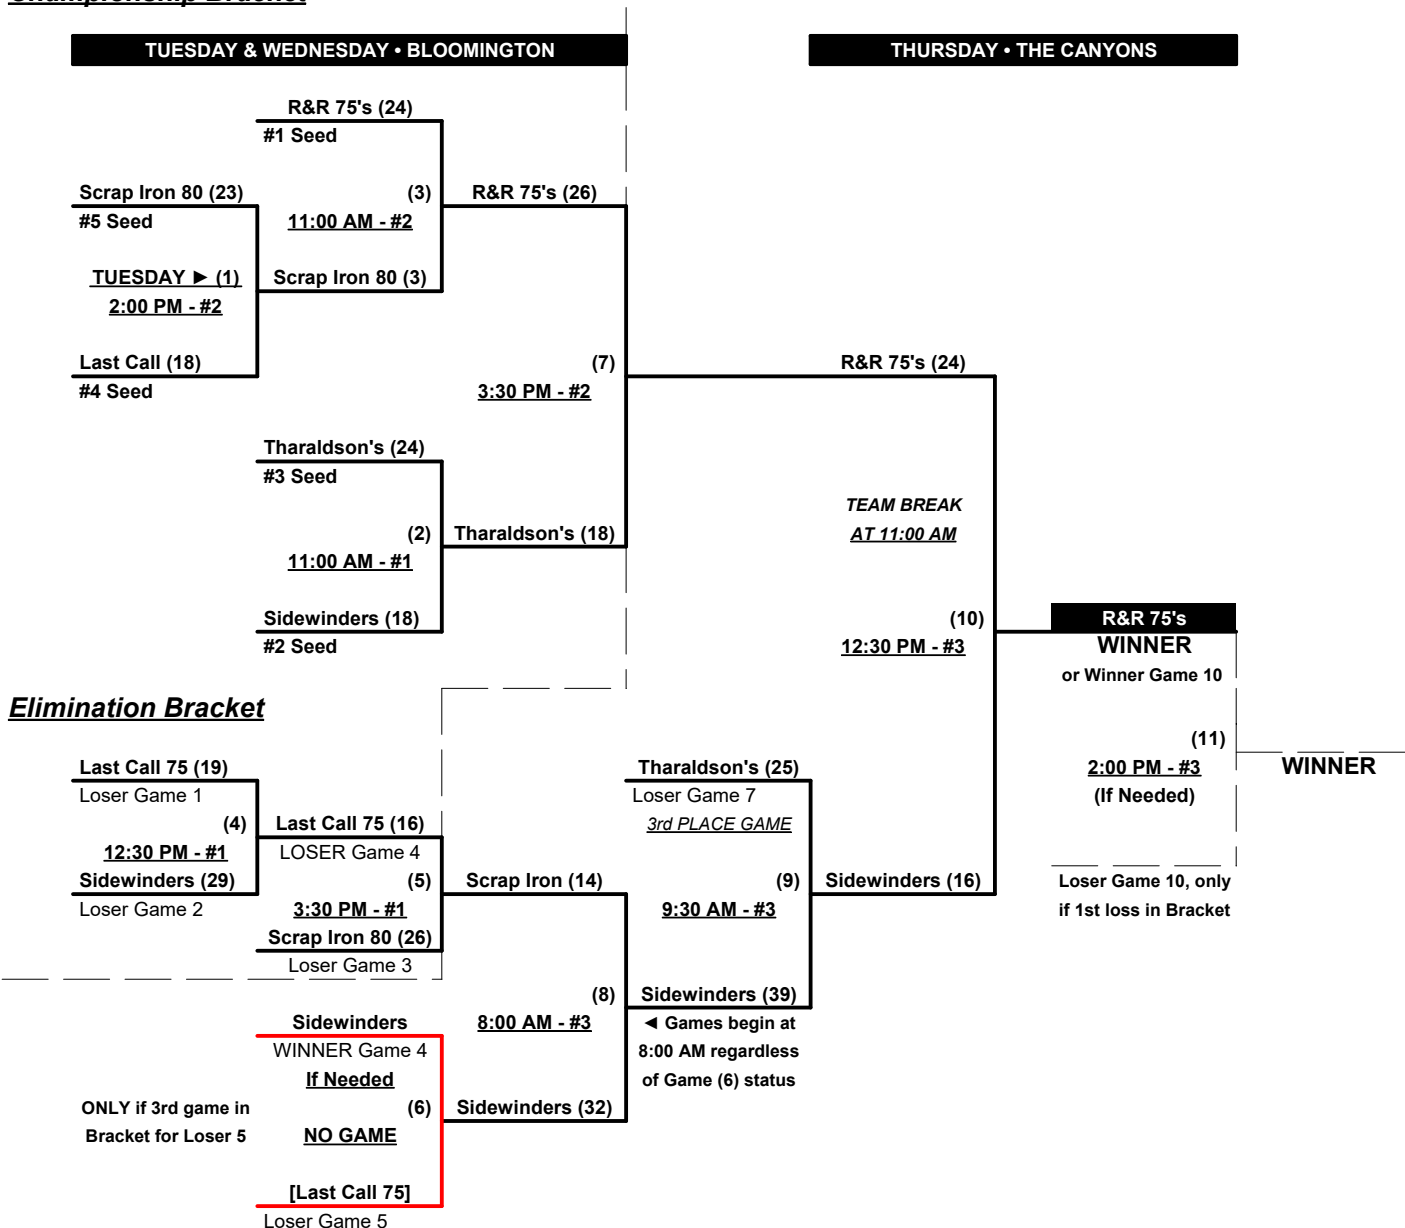 Championship Bracket
TUESDAY & WEDNESDAY • BLOOMINGTON
THURSDAY • THE CANYONS
R&R 75's (24)
#1 Seed
Scrap Iron 80 (23)
(3)
R&R 75's (26)
#5 Seed
11:00 AM - #2
TUESDAY ► (1)
Scrap Iron 80 (3)
2:00 PM - #2
Last Call (18)
(7)
R&R 75's (24)
#4 Seed
3:30 PM - #2
Tharaldson's (24)
#3 Seed
TEAM BREAK
AT 11:00 AM
(2)
Tharaldson's (18)
11:00 AM - #1
Sidewinders (18)
(10)
R&R 75's
#2 Seed
12:30 PM - #3
WINNER
or Winner Game 10
Elimination Bracket
(11)
Last Call 75 (19)
Tharaldson's (25)
2:00 PM - #3
WINNER
Loser Game 1
Loser Game 7
(If Needed)
(4)
Last Call 75 (16)
3rd PLACE GAME
12:30 PM - #1
LOSER Game 4
Sidewinders (29)
(5)
Scrap Iron (14)
(9)
Sidewinders (16)
Loser Game 10, only
Loser Game 2
3:30 PM - #1
9:30 AM - #3
if 1st loss in Bracket
Scrap Iron 80 (26)
Loser Game 3
(8)
Sidewinders (39)
Sidewinders
8:00 AM - #3
◄ Games begin at
WINNER Game 4
8:00 AM regardless
If Needed
of Game (6) status
ONLY if 3rd game in
(6)
Sidewinders (32)
Bracket for Loser 5
NO GAME
[Last Call 75]
Loser Game 5